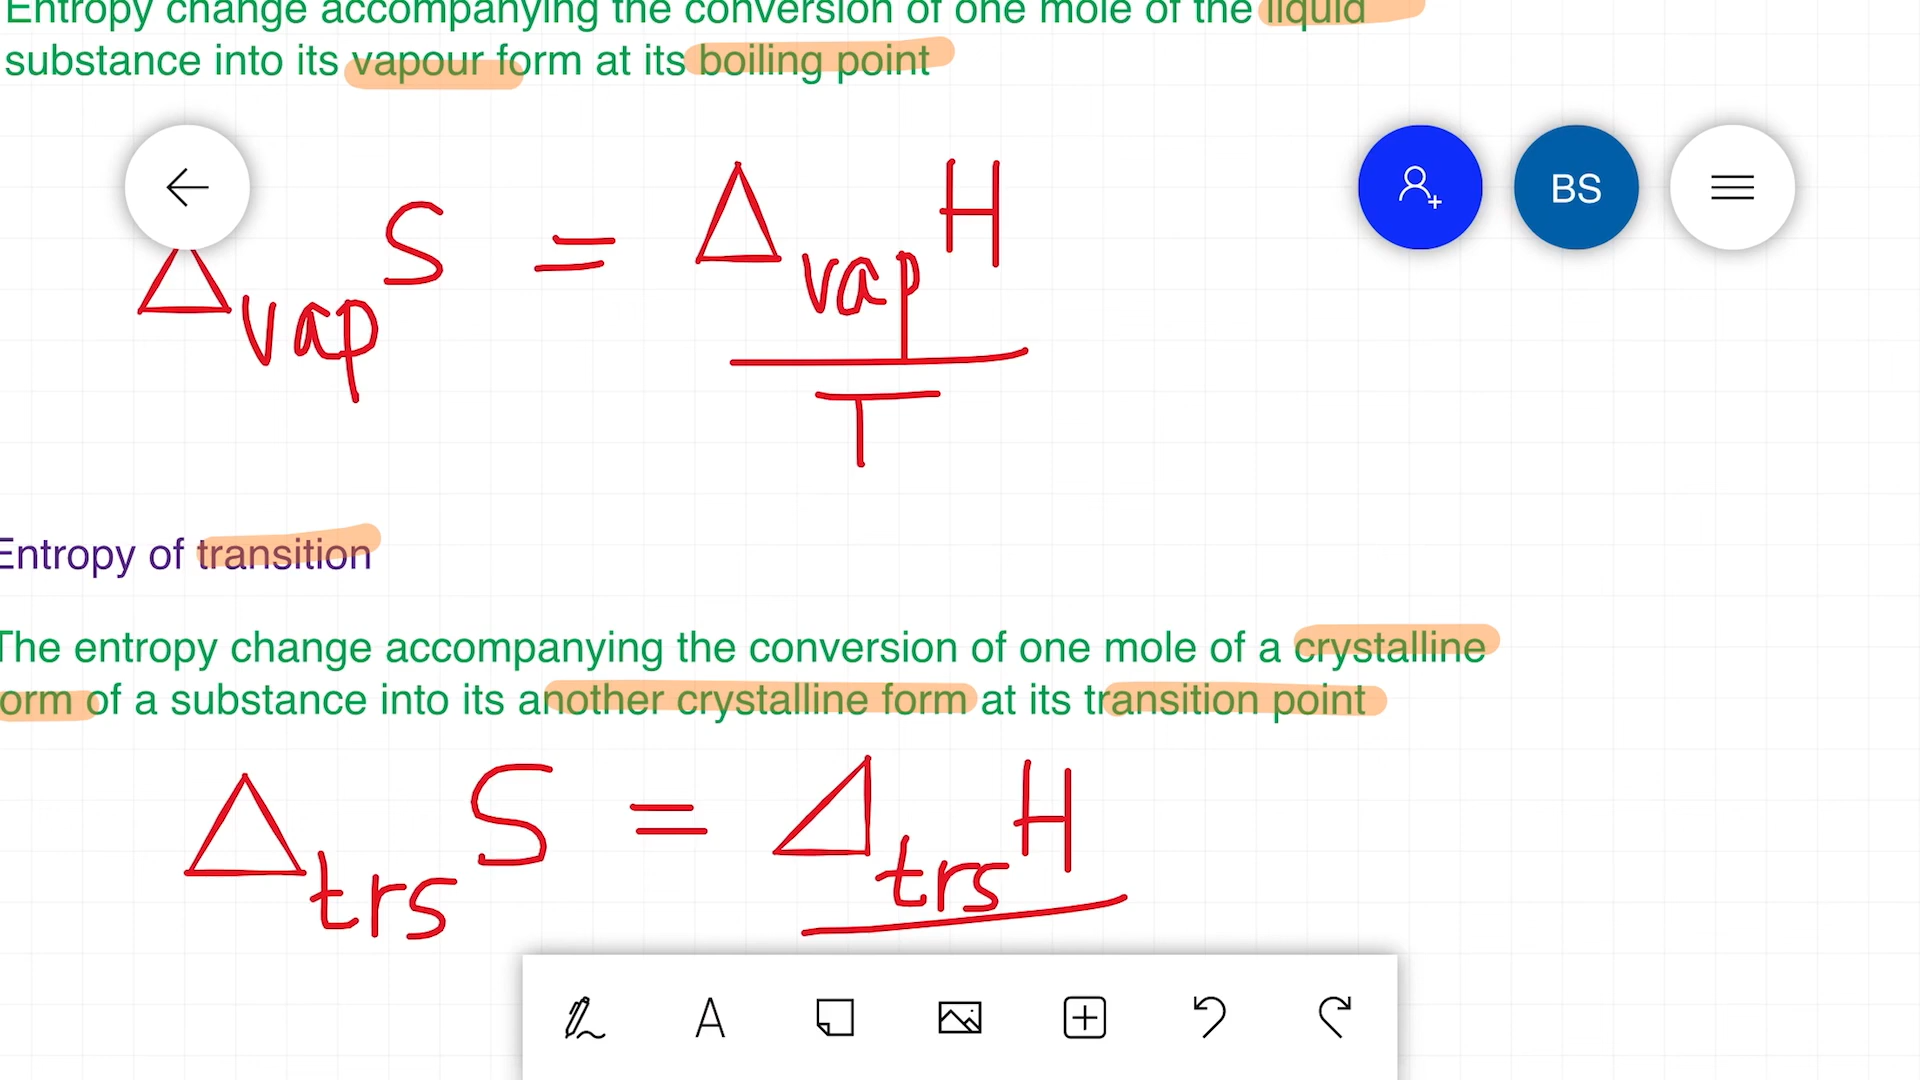 Entropy change accompanying the conversion of one mole of the liquid
substance into its vapour form at its boiling point
BS
Δvap S = Δvap H
T
Entropy of transition
The entropy change accompanying the conversion of one mole of a crystalline
orm of a substance into its another crystalline form at its transition point
Δtrs S = Δtrs H
A